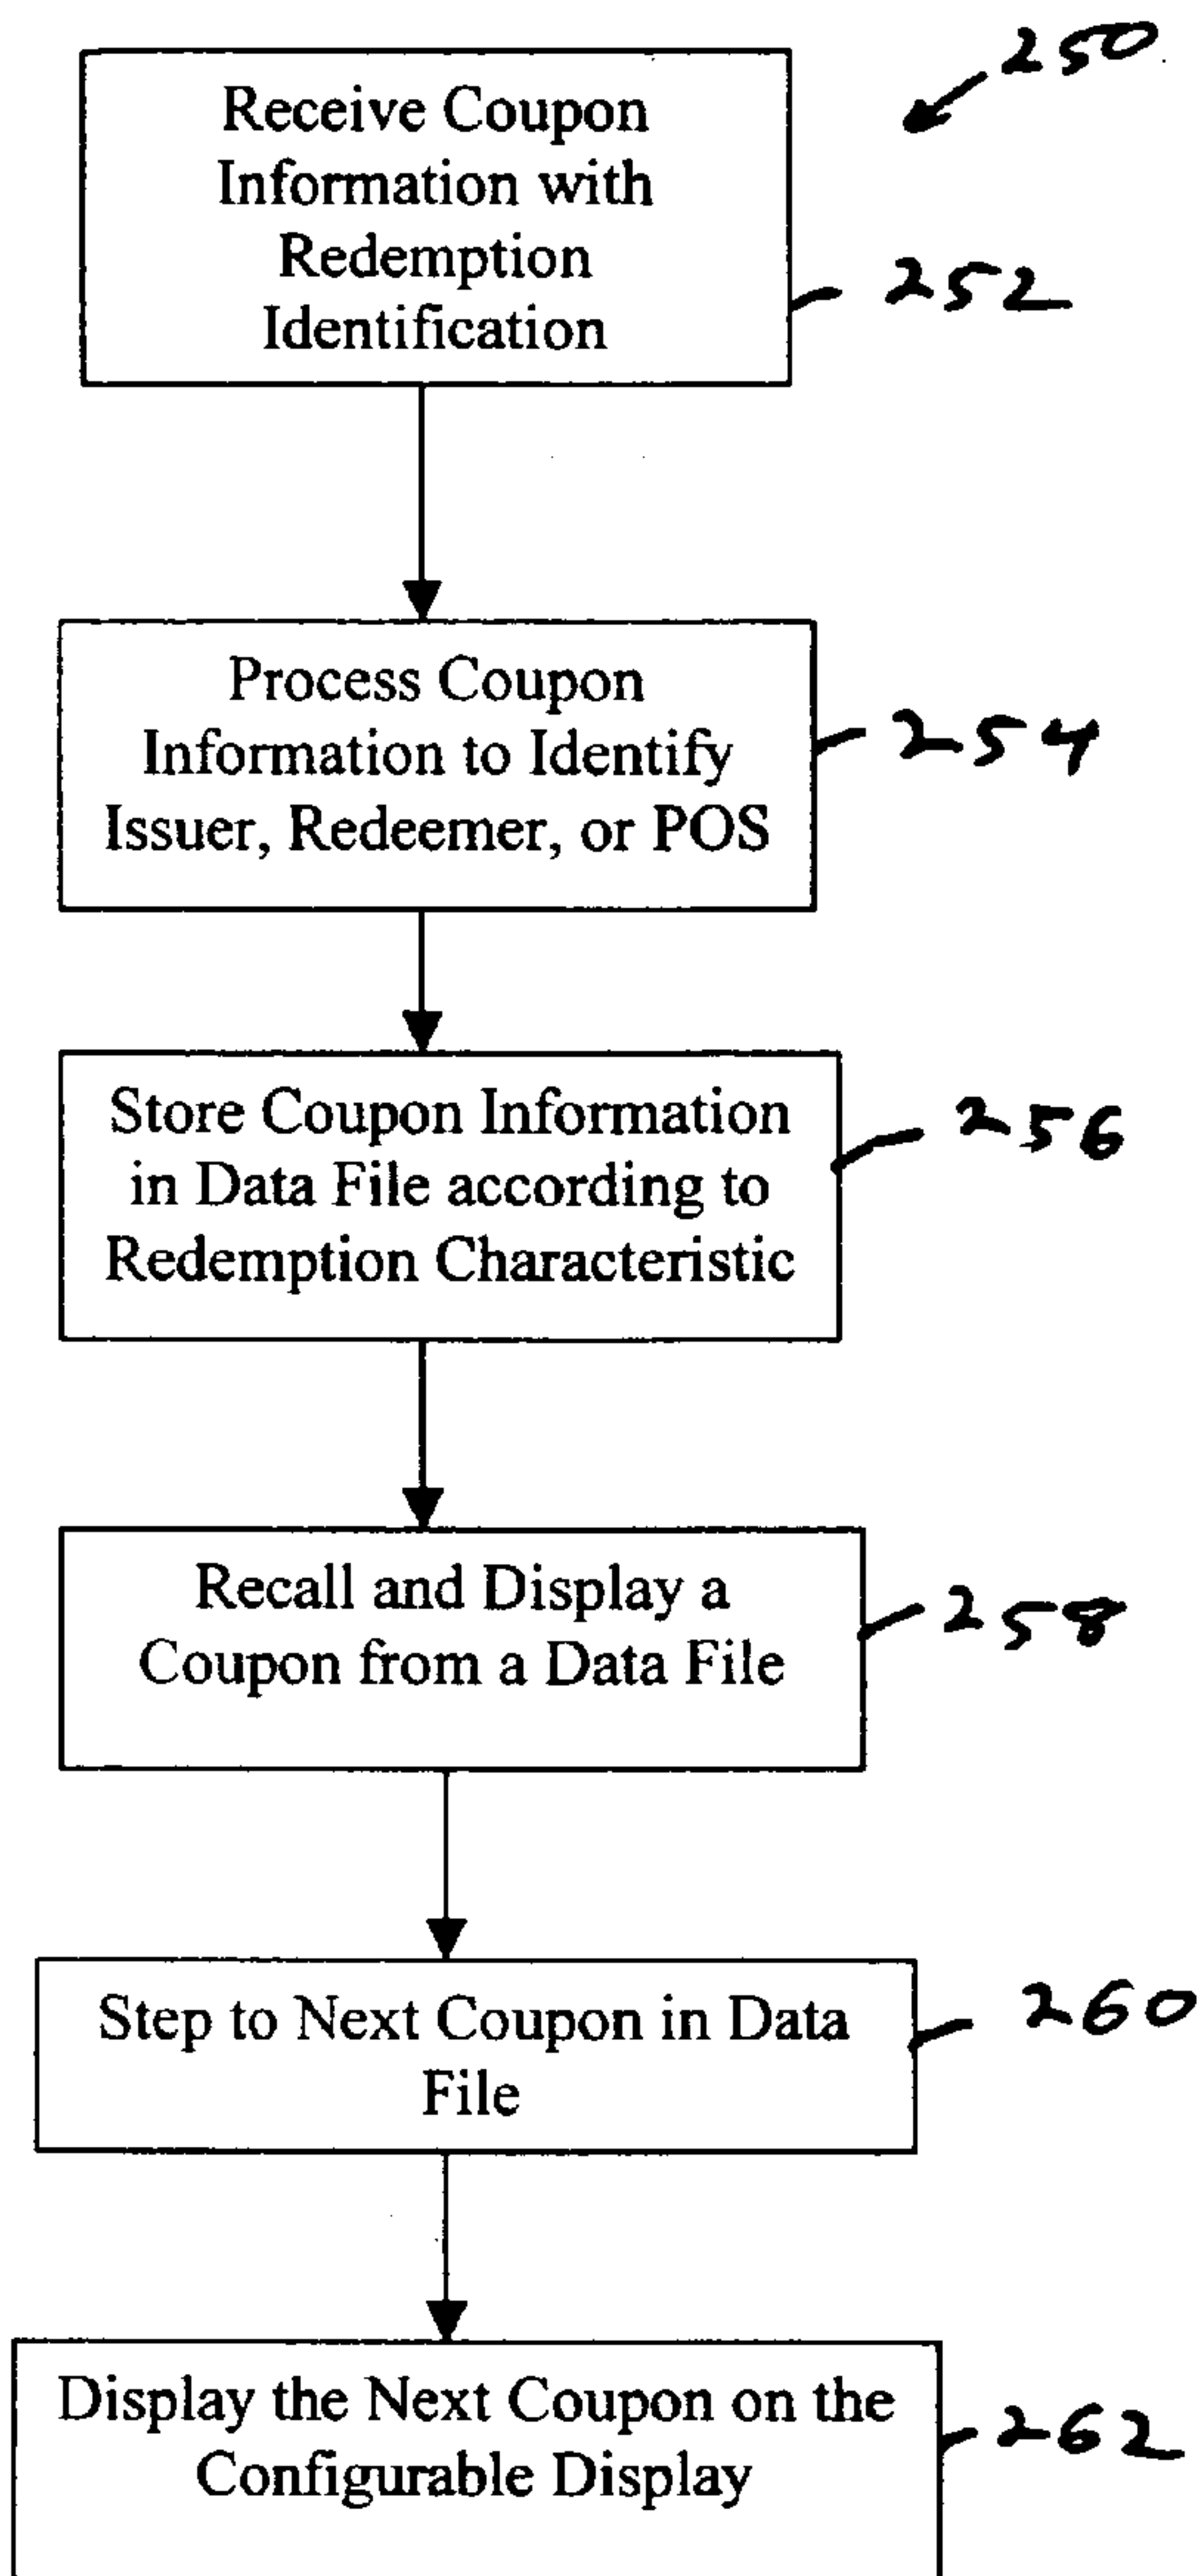 250
Receive Coupon
Information with
Redemption
Identification
252
Process Coupon
Information to Identify
Issuer, Redeemer, or POS
254
Store Coupon Information
in Data File according to
Redemption Characteristic
256
Recall and Display a
Coupon from a Data File
258
Step to Next Coupon in Data
File
260
Display the Next Coupon on the
Configurable Display
262